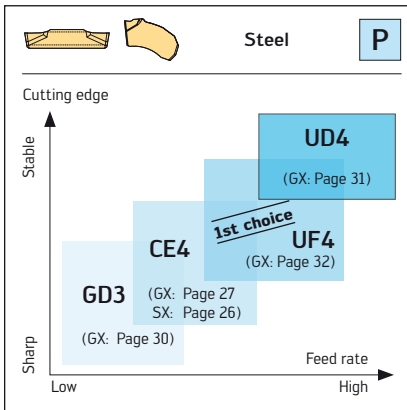 Steel
P
Cutting edge
Stable
UD4
(GX: Page 31)
1st choice
UF4
(GX: Page 32)
CE4
(GX: Page 27
SX: Page 26)
GD3
(GX: Page 30)
Sharp
Feed rate
Low
High